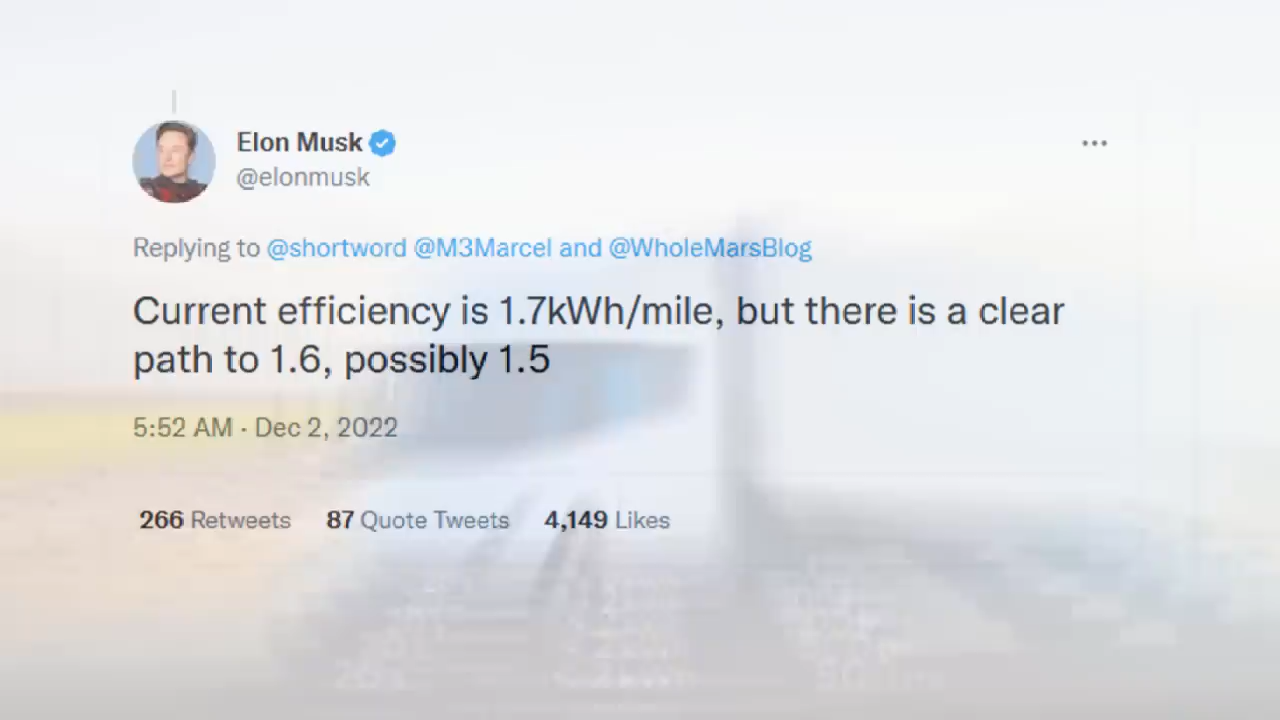 Elon Musk
@elonmusk
Replying to @shortword @M3Marcel and @WholeMarsBlog
Current efficiency is 1.7kWh/mile, but there is a clear
path to 1.6, possibly 1.5
5:52 AM · Dec 2, 2022
266 Retweets 87 Quote Tweets 4,149 Likes